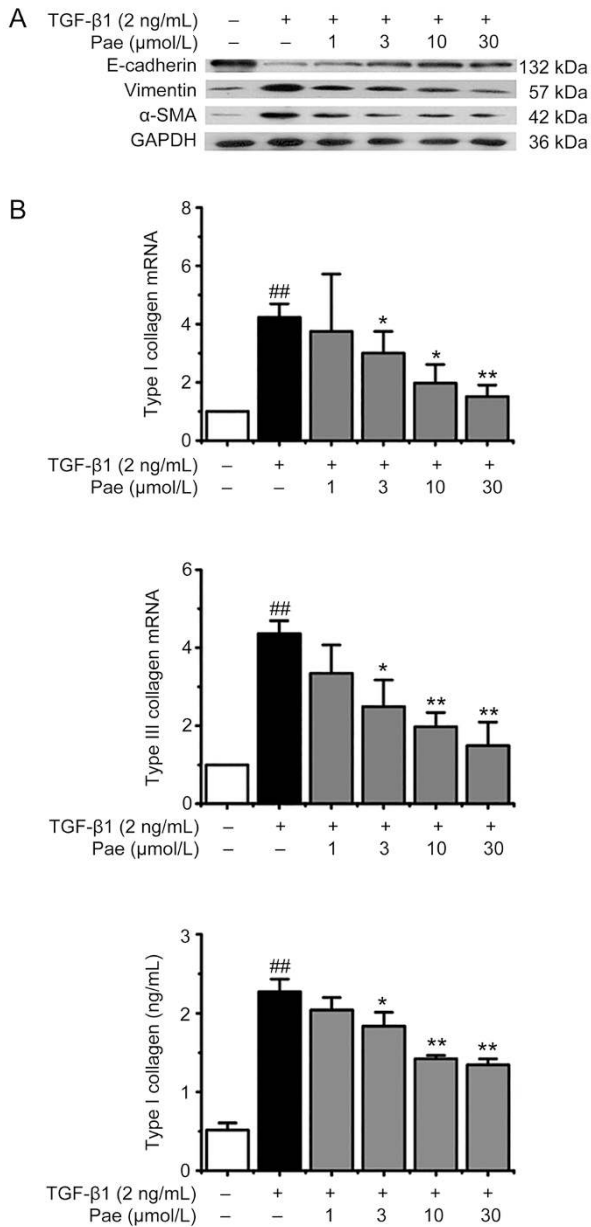 A
TGF-β1 (2 ng/mL) – + + + + +
Pae (μmol/L) – – 1 3 10 30
E-cadherin 132 kDa
Vimentin 57 kDa
α-SMA 42 kDa
GAPDH 36 kDa
B
Type I collagen mRNA
8
6
4
2
0
##
*
*
**
TGF-β1 (2 ng/mL) – + + + + +
Pae (μmol/L) – – 1 3 10 30
Type III collagen mRNA
6
4
2
0
##
*
**
**
TGF-β1 (2 ng/mL) – + + + + +
Pae (μmol/L) – – 1 3 10 30
Type I collagen (ng/mL)
3
2
1
0
##
*
**
**
TGF-β1 (2 ng/mL) – + + + + +
Pae (μmol/L) – – 1 3 10 30